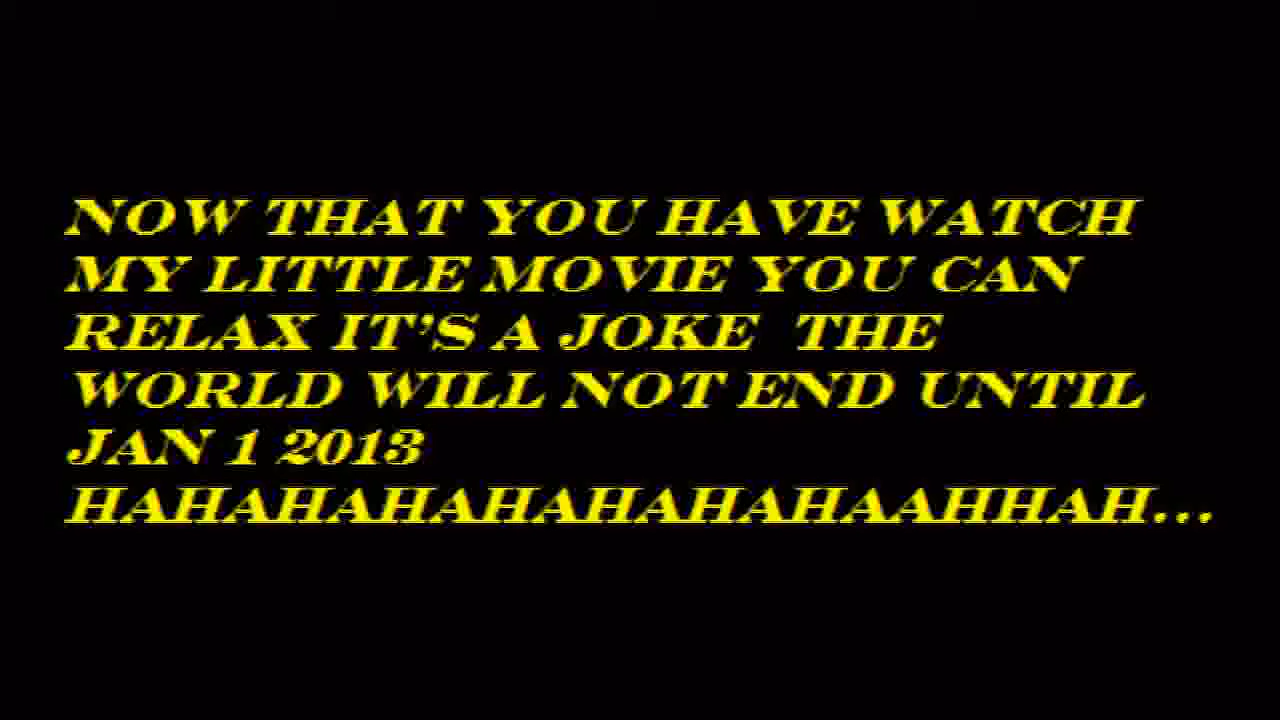 NOW THAT YOU HAVE WATCH
MY LITTLE MOVIE YOU CAN
RELAX IT'S A JOKE  THE
WORLD WILL NOT END UNTIL
JAN 1 2013
HAHAHAHAHAHAHAHAAHHAH...